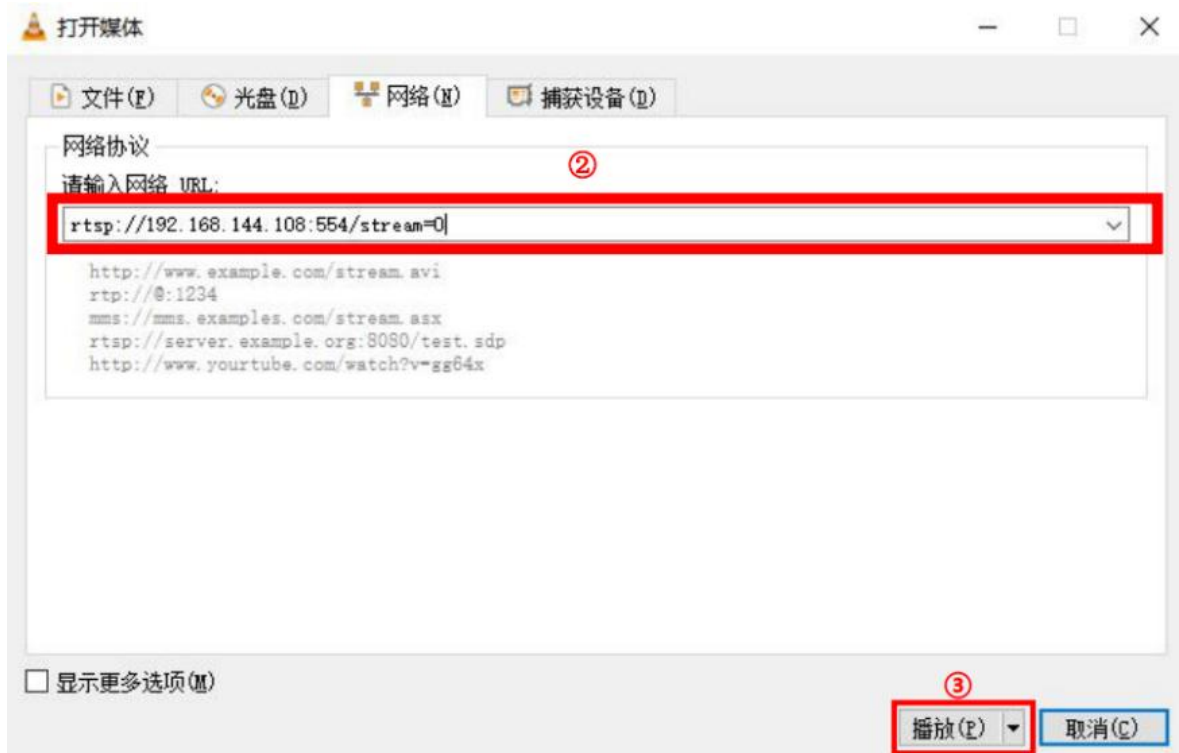 打开媒体
文件(F) 光盘(D) 网络(N) 捕获设备(D)
网络协议
②
请输入网络 URL:
rtsp://192.168.144.108:554/stream=0
http://www.example.com/stream.avi
rtp://@:1234
mms://mms.examples.com/stream.asx
rtsp://server.example.org:8080/test.sdp
http://www.yourtube.com/watch?v=gg64x
显示更多选项(M)
③
播放(P) 取消(C)